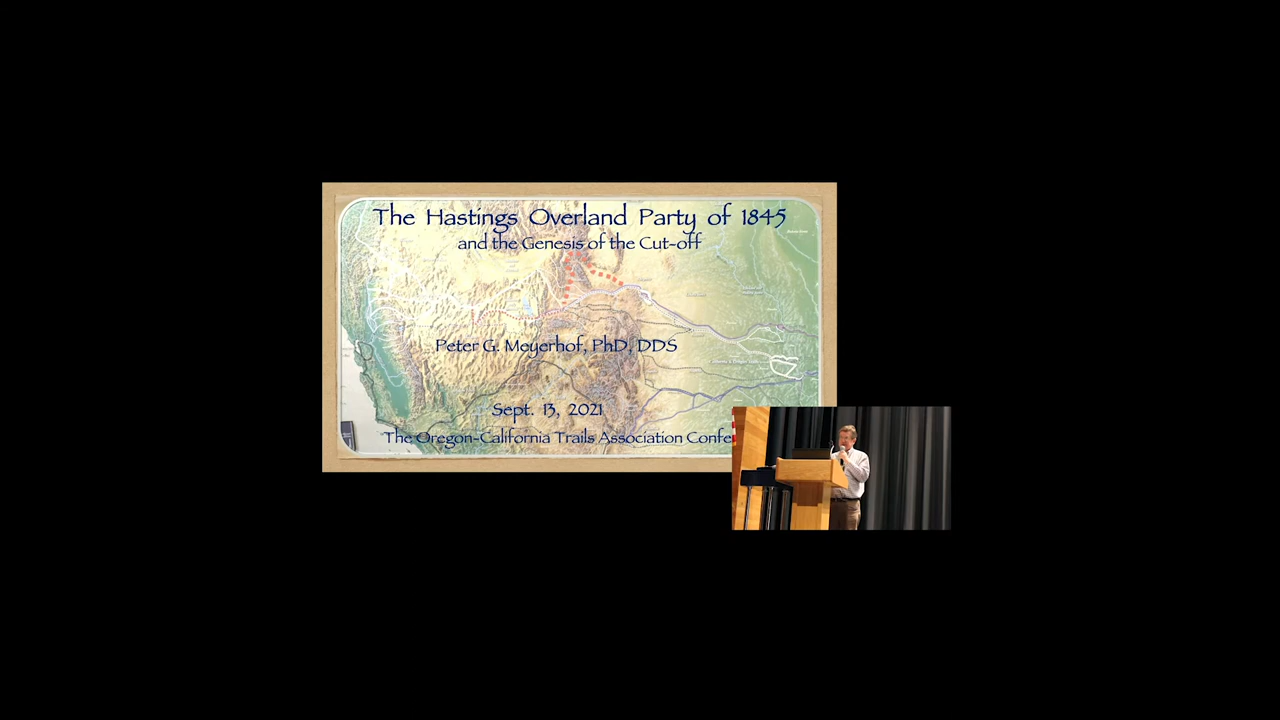 The Hastings Overland Party of 1845
and the Genesis of the Cut-off
Peter G. Meyerhof, PhD, DDS
Sept. 13, 2021
The Oregon-California Trails Association Confe